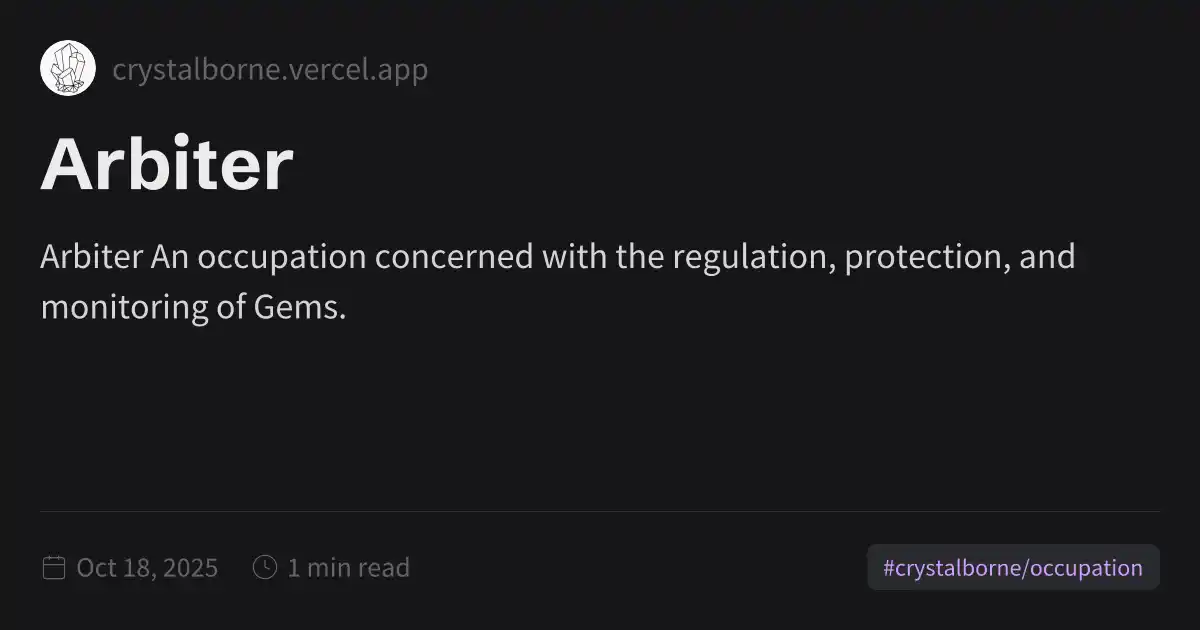 crystalborne.vercel.app
Arbiter
Arbiter An occupation concerned with the regulation, protection, and
monitoring of Gems.
Oct 18, 2025
1 min read
#crystalborne/occupation